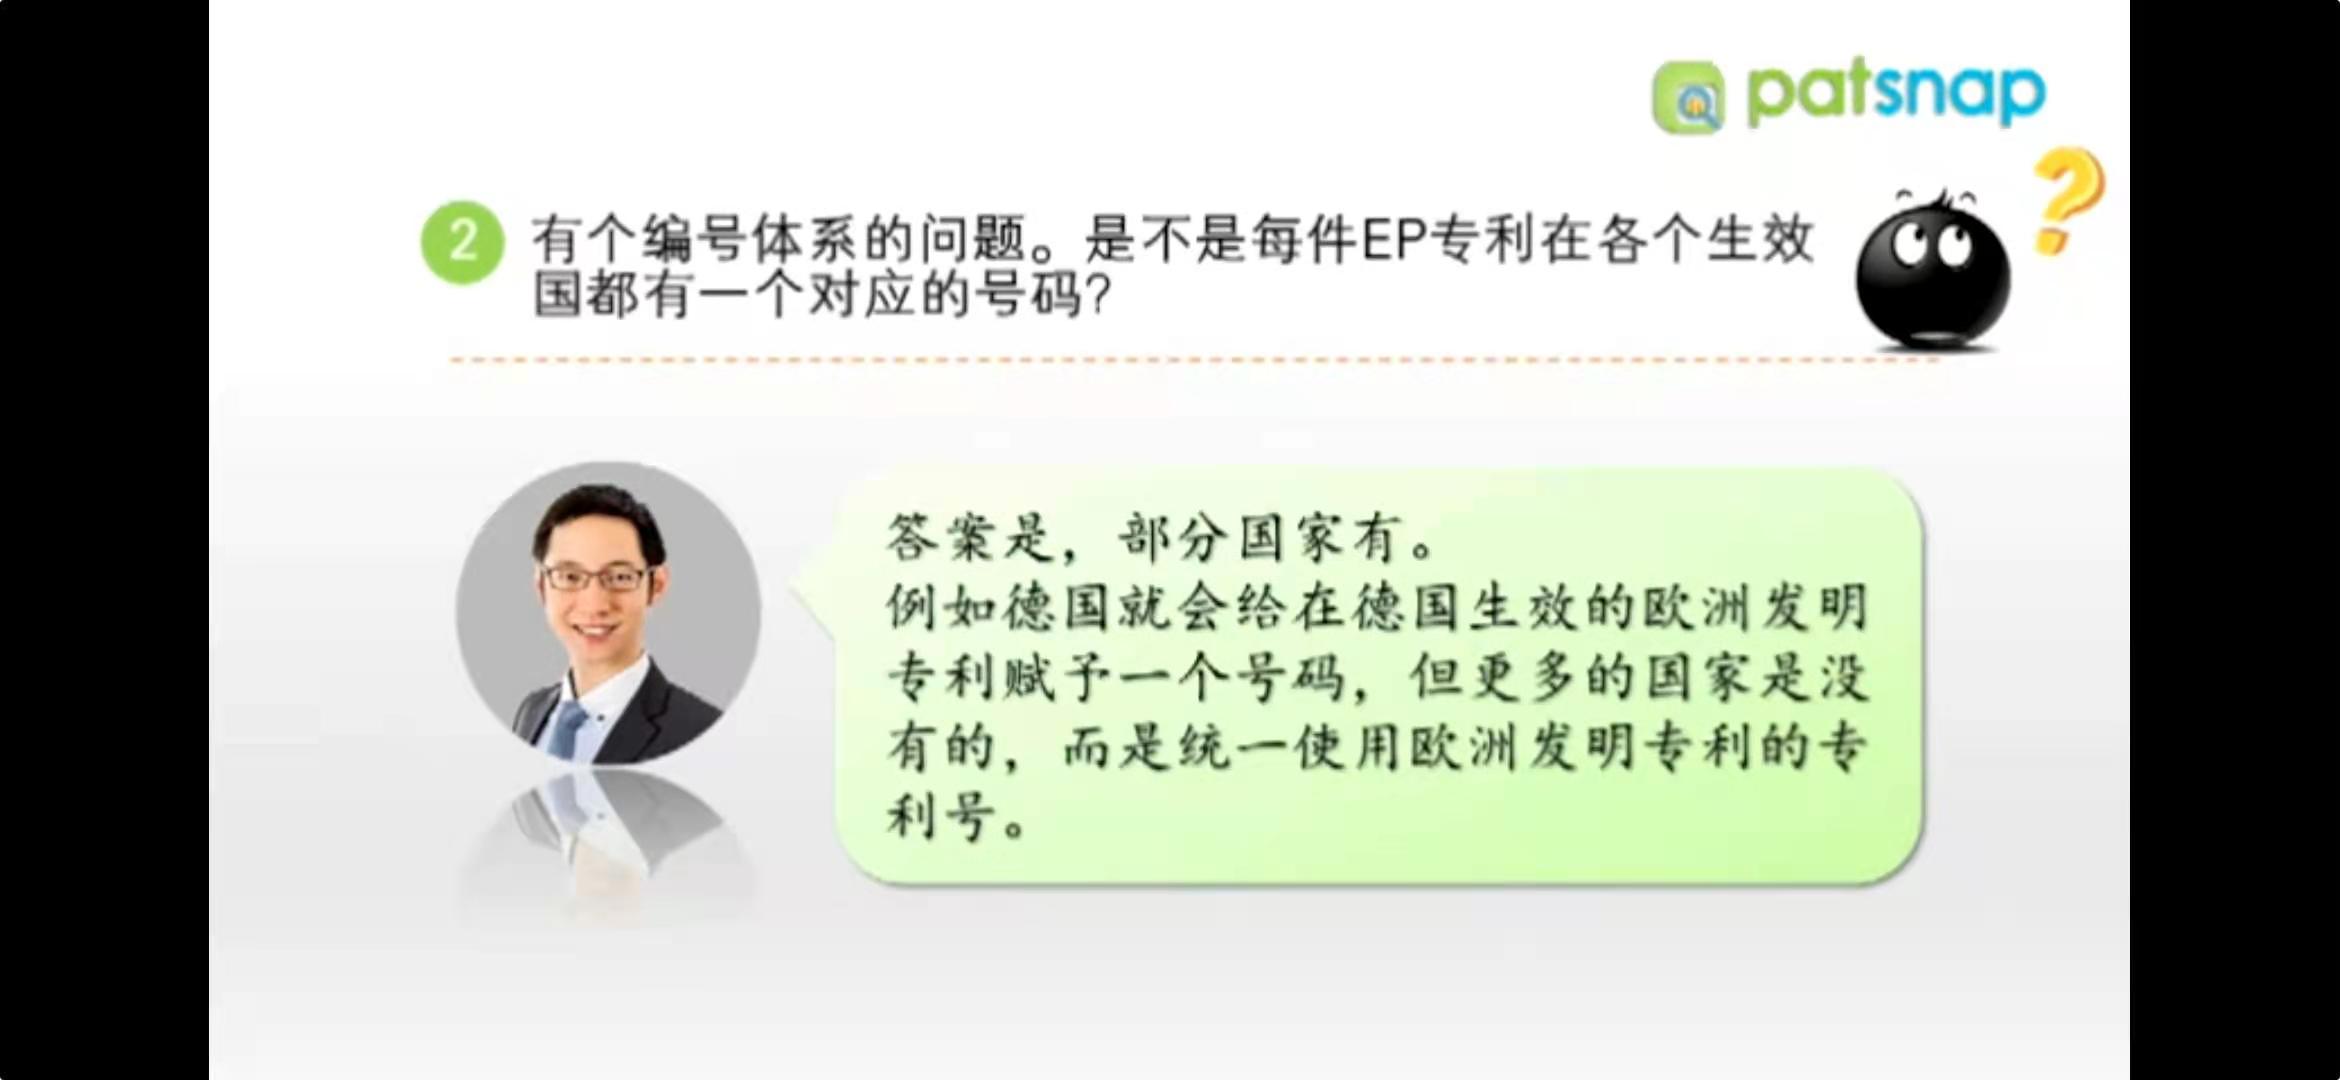 patsnap
2 有个编号体系的问题。是不是每件EP专利在各个生效
国都有一个对应的号码?
答案是，部分国家有。
例如德国就会给在德国生效的欧洲发明
专利赋予一个号码，但更多的国家是没
有的，而是统一使用欧洲发明专利的专
利号。